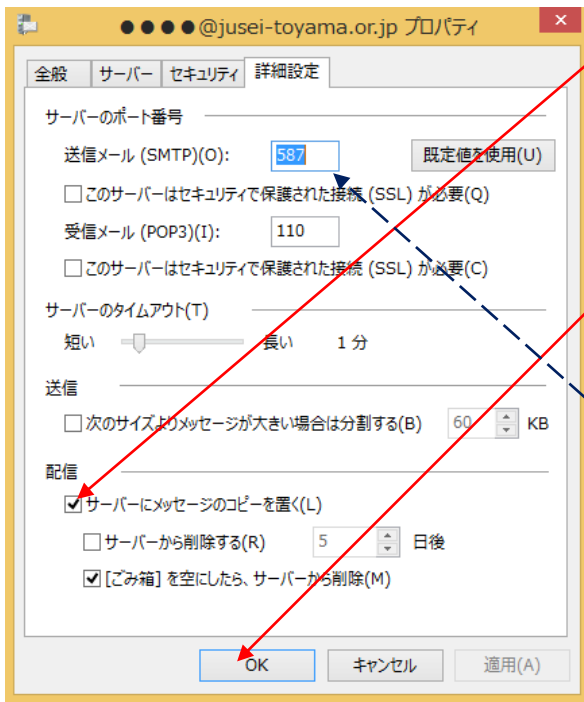 ●●●●@jusei-toyama.or.jp プロパティ
全般 サーバー セキュリティ 詳細設定
サーバーのポート番号
送信メール (SMTP)(O): 587 既定値を使用(U)
このサーバーはセキュリティで保護された接続 (SSL) が必要(Q)
受信メール (POP3)(I): 110
このサーバーはセキュリティで保護された接続 (SSL) が必要(C)
サーバーのタイムアウト(T)
短い 長い 1 分
送信
次のサイズよりメッセージが大きい場合は分割する(B) 60 KB
配信
サーバーにメッセージのコピーを置く(L)
サーバーから削除する(R) 5 日後
[ごみ箱] を空にしたら、サーバーから削除(M)
OK キャンセル 適用(A)